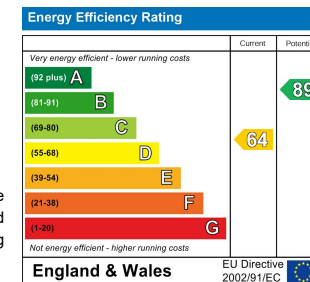 Energy Efficiency Rating
Current
Very energy efficient - lower running costs
(92 plus) A
89
(81-91) B
(69-80) C
64
(55-68) D
(39-54) E
(21-38) F
(1-20) G
Not energy efficient - higher running costs
England & Wales
EU Directive
2002/91/EC